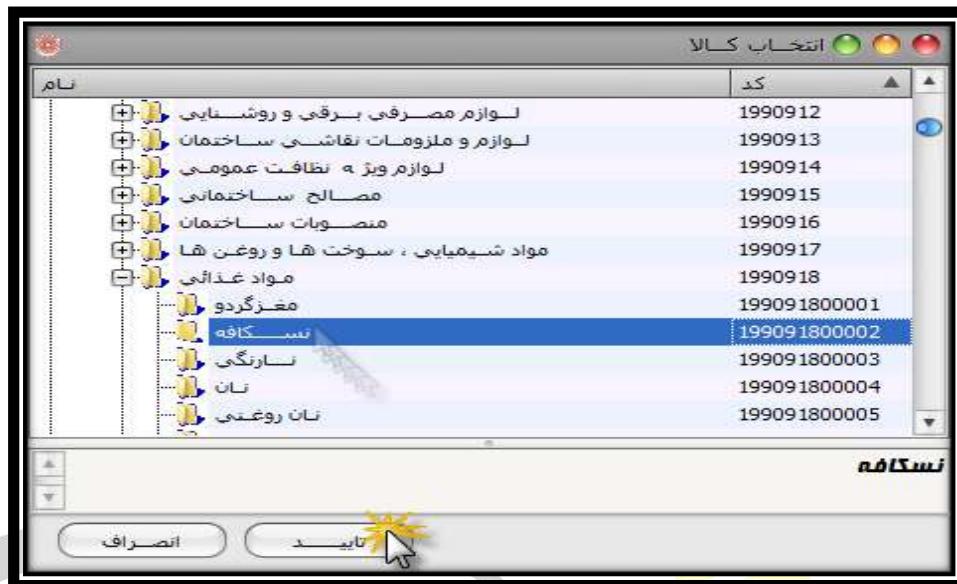 انتخاب کالا
نام کد
لوازم مصرفی برقی و روشنایی 1990912
لوازم و ملزومات نقاشی ساختمان 1990913
لوازم ویژ ه نظافت عمومی 1990914
مصالح ساختمانی 1990915
منصوبات ساختمان 1990916
مواد شیمیایی ، سوخت ها و روغن ها 1990917
مواد غذائی 1990918
مغزگردو 199091800001
نسکافه 199091800002
نارنگی 199091800003
نان 199091800004
نان روغنی 199091800005
نسکافه
تایید انصراف